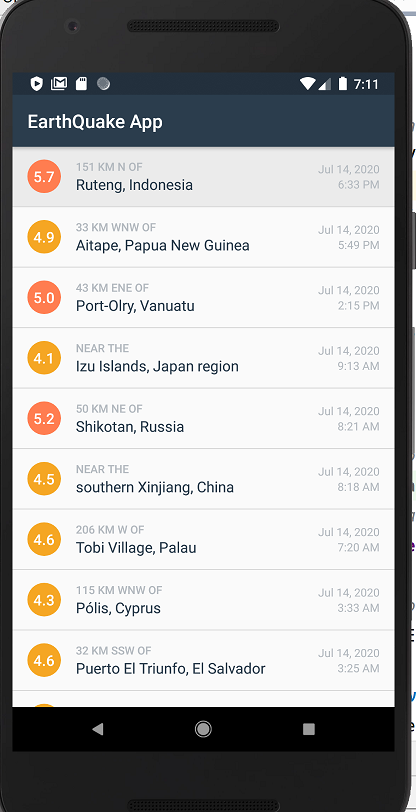 7:11
EarthQuake App
5.7
151 KM N OF
Ruteng, Indonesia
Jul 14, 2020
6:33 PM
4.9
33 KM WNW OF
Aitape, Papua New Guinea
Jul 14, 2020
5:49 PM
5.0
43 KM ENE OF
Port-Olry, Vanuatu
Jul 14, 2020
2:15 PM
4.1
NEAR THE
Izu Islands, Japan region
Jul 14, 2020
9:13 AM
5.2
50 KM NE OF
Shikotan, Russia
Jul 14, 2020
8:21 AM
4.5
NEAR THE
southern Xinjiang, China
Jul 14, 2020
8:18 AM
4.6
206 KM W OF
Tobi Village, Palau
Jul 14, 2020
7:20 AM
4.3
115 KM WNW OF
Pólis, Cyprus
Jul 14, 2020
3:33 AM
4.6
32 KM SSW OF
Puerto El Triunfo, El Salvador
Jul 14, 2020
3:25 AM